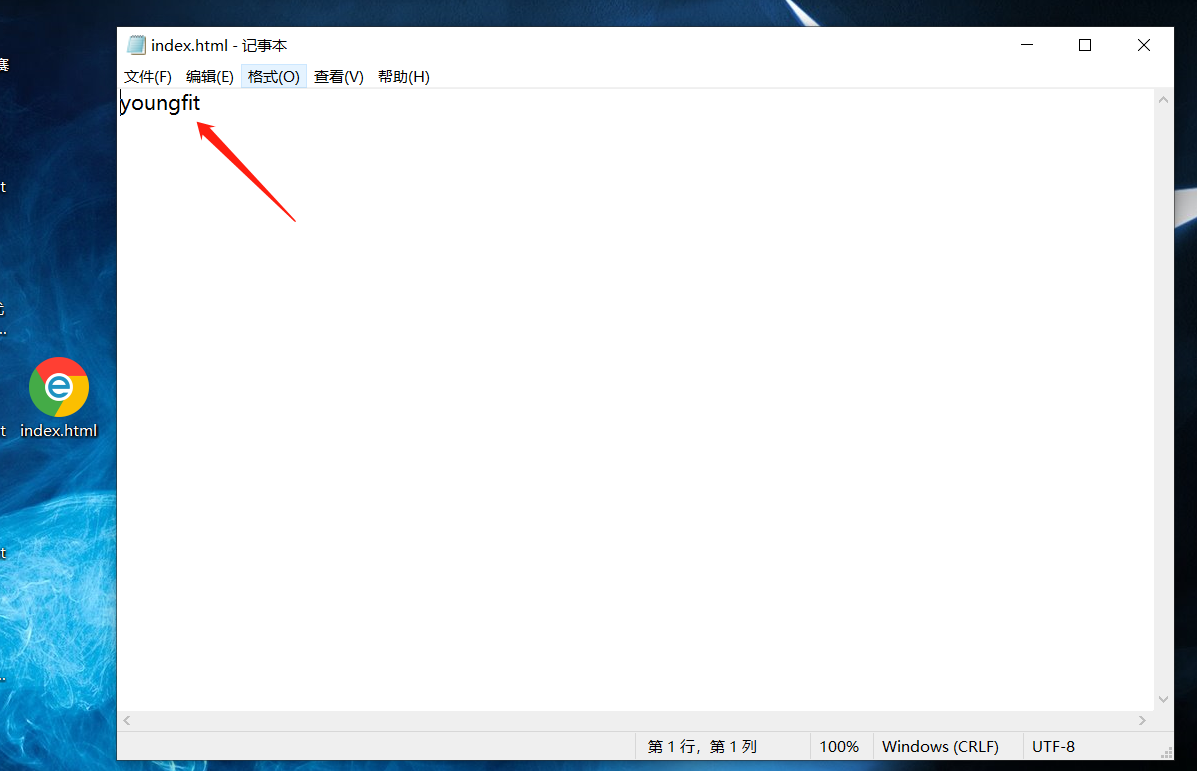 index.html - 记事本
文件(F) 编辑(E) 格式(O) 查看(V) 帮助(H)
youngfit
赛
t
index.html
t
t
第 1 行，第 1 列 100% Windows (CRLF) UTF-8